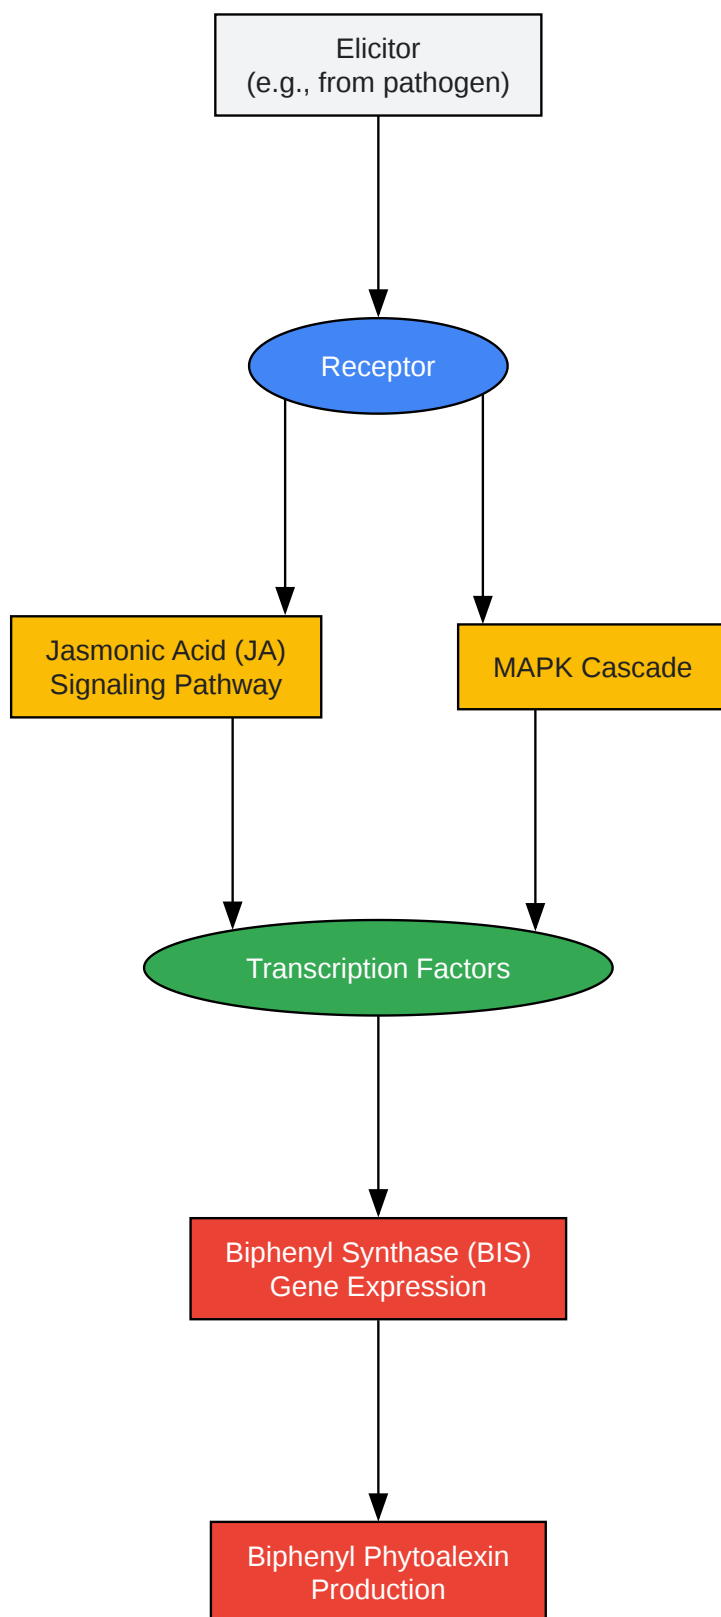 Elicitor
(e.g., from pathogen)
Receptor
Jasmonic Acid (JA)
Signaling Pathway
MAPK Cascade
Transcription Factors
Biphenyl Synthase (BIS)
Gene Expression
Biphenyl Phytoalexin
Production